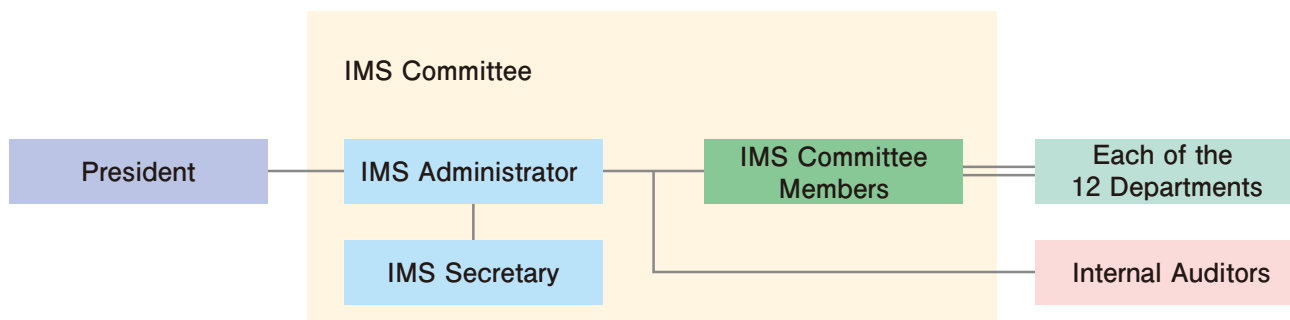 IMS Committee
President
IMS Administrator
IMS Committee
Members
Each of the
12 Departments
IMS Secretary
Internal Auditors